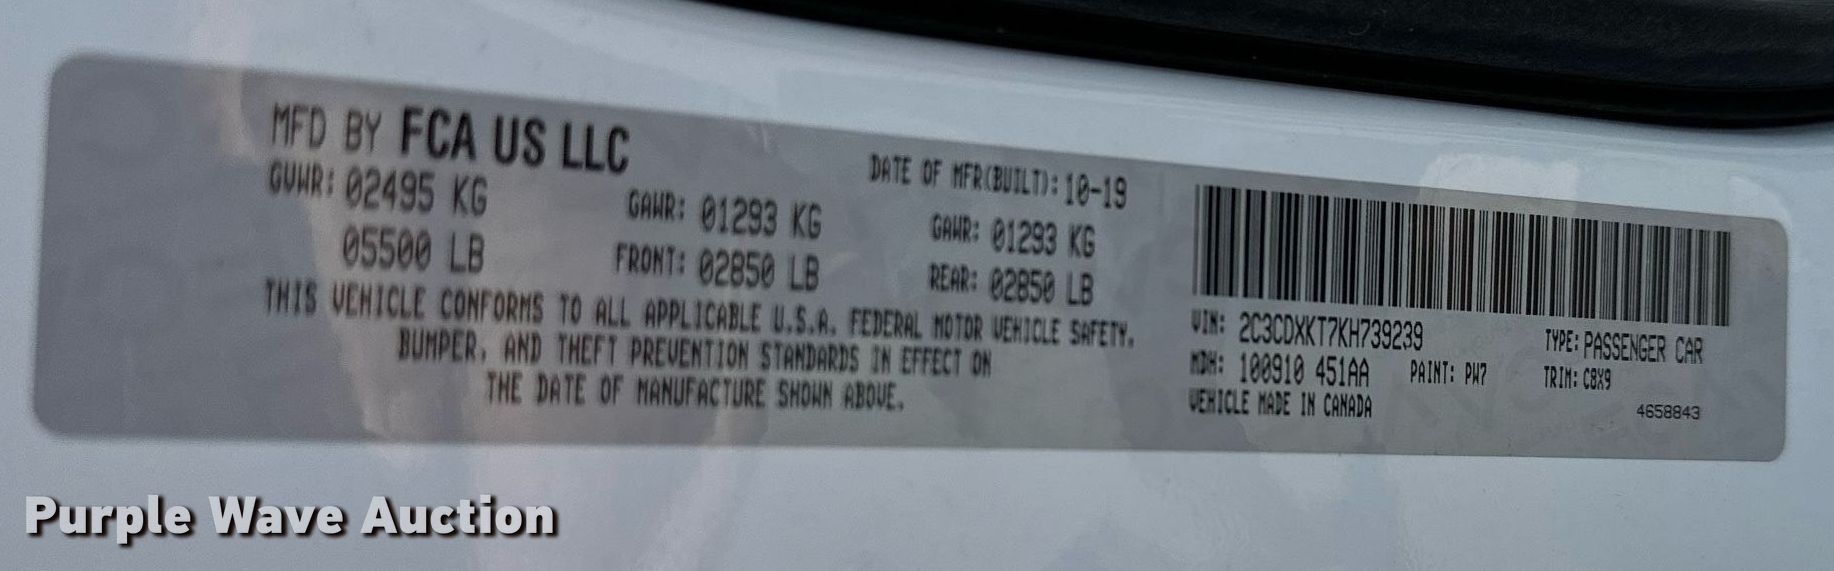 MFD BY FCA US LLC
DATE OF MFR(BUILT): 10-19
GVWR: 02495 KG
05500 LB
GAWR: 01293 KG
FRONT: 02850 LB
GAWR: 01293 KG
REAR: 02850 LB
THIS VEHICLE CONFORMS TO ALL APPLICABLE U.S.A. FEDERAL MOTOR VEHICLE SAFETY,
BUMPER, AND THEFT PREVENTION STANDARDS IN EFFECT ON
THE DATE OF MANUFACTURE SHOWN ABOVE.
VIN: 2C3CDXKT7KH739239
TYPE: PASSENGER CAR
MDH: 100910 451AA
PAINT: PW7
TRIM: C8X9
VEHICLE MADE IN CANADA
4658843
Purple Wave Auction